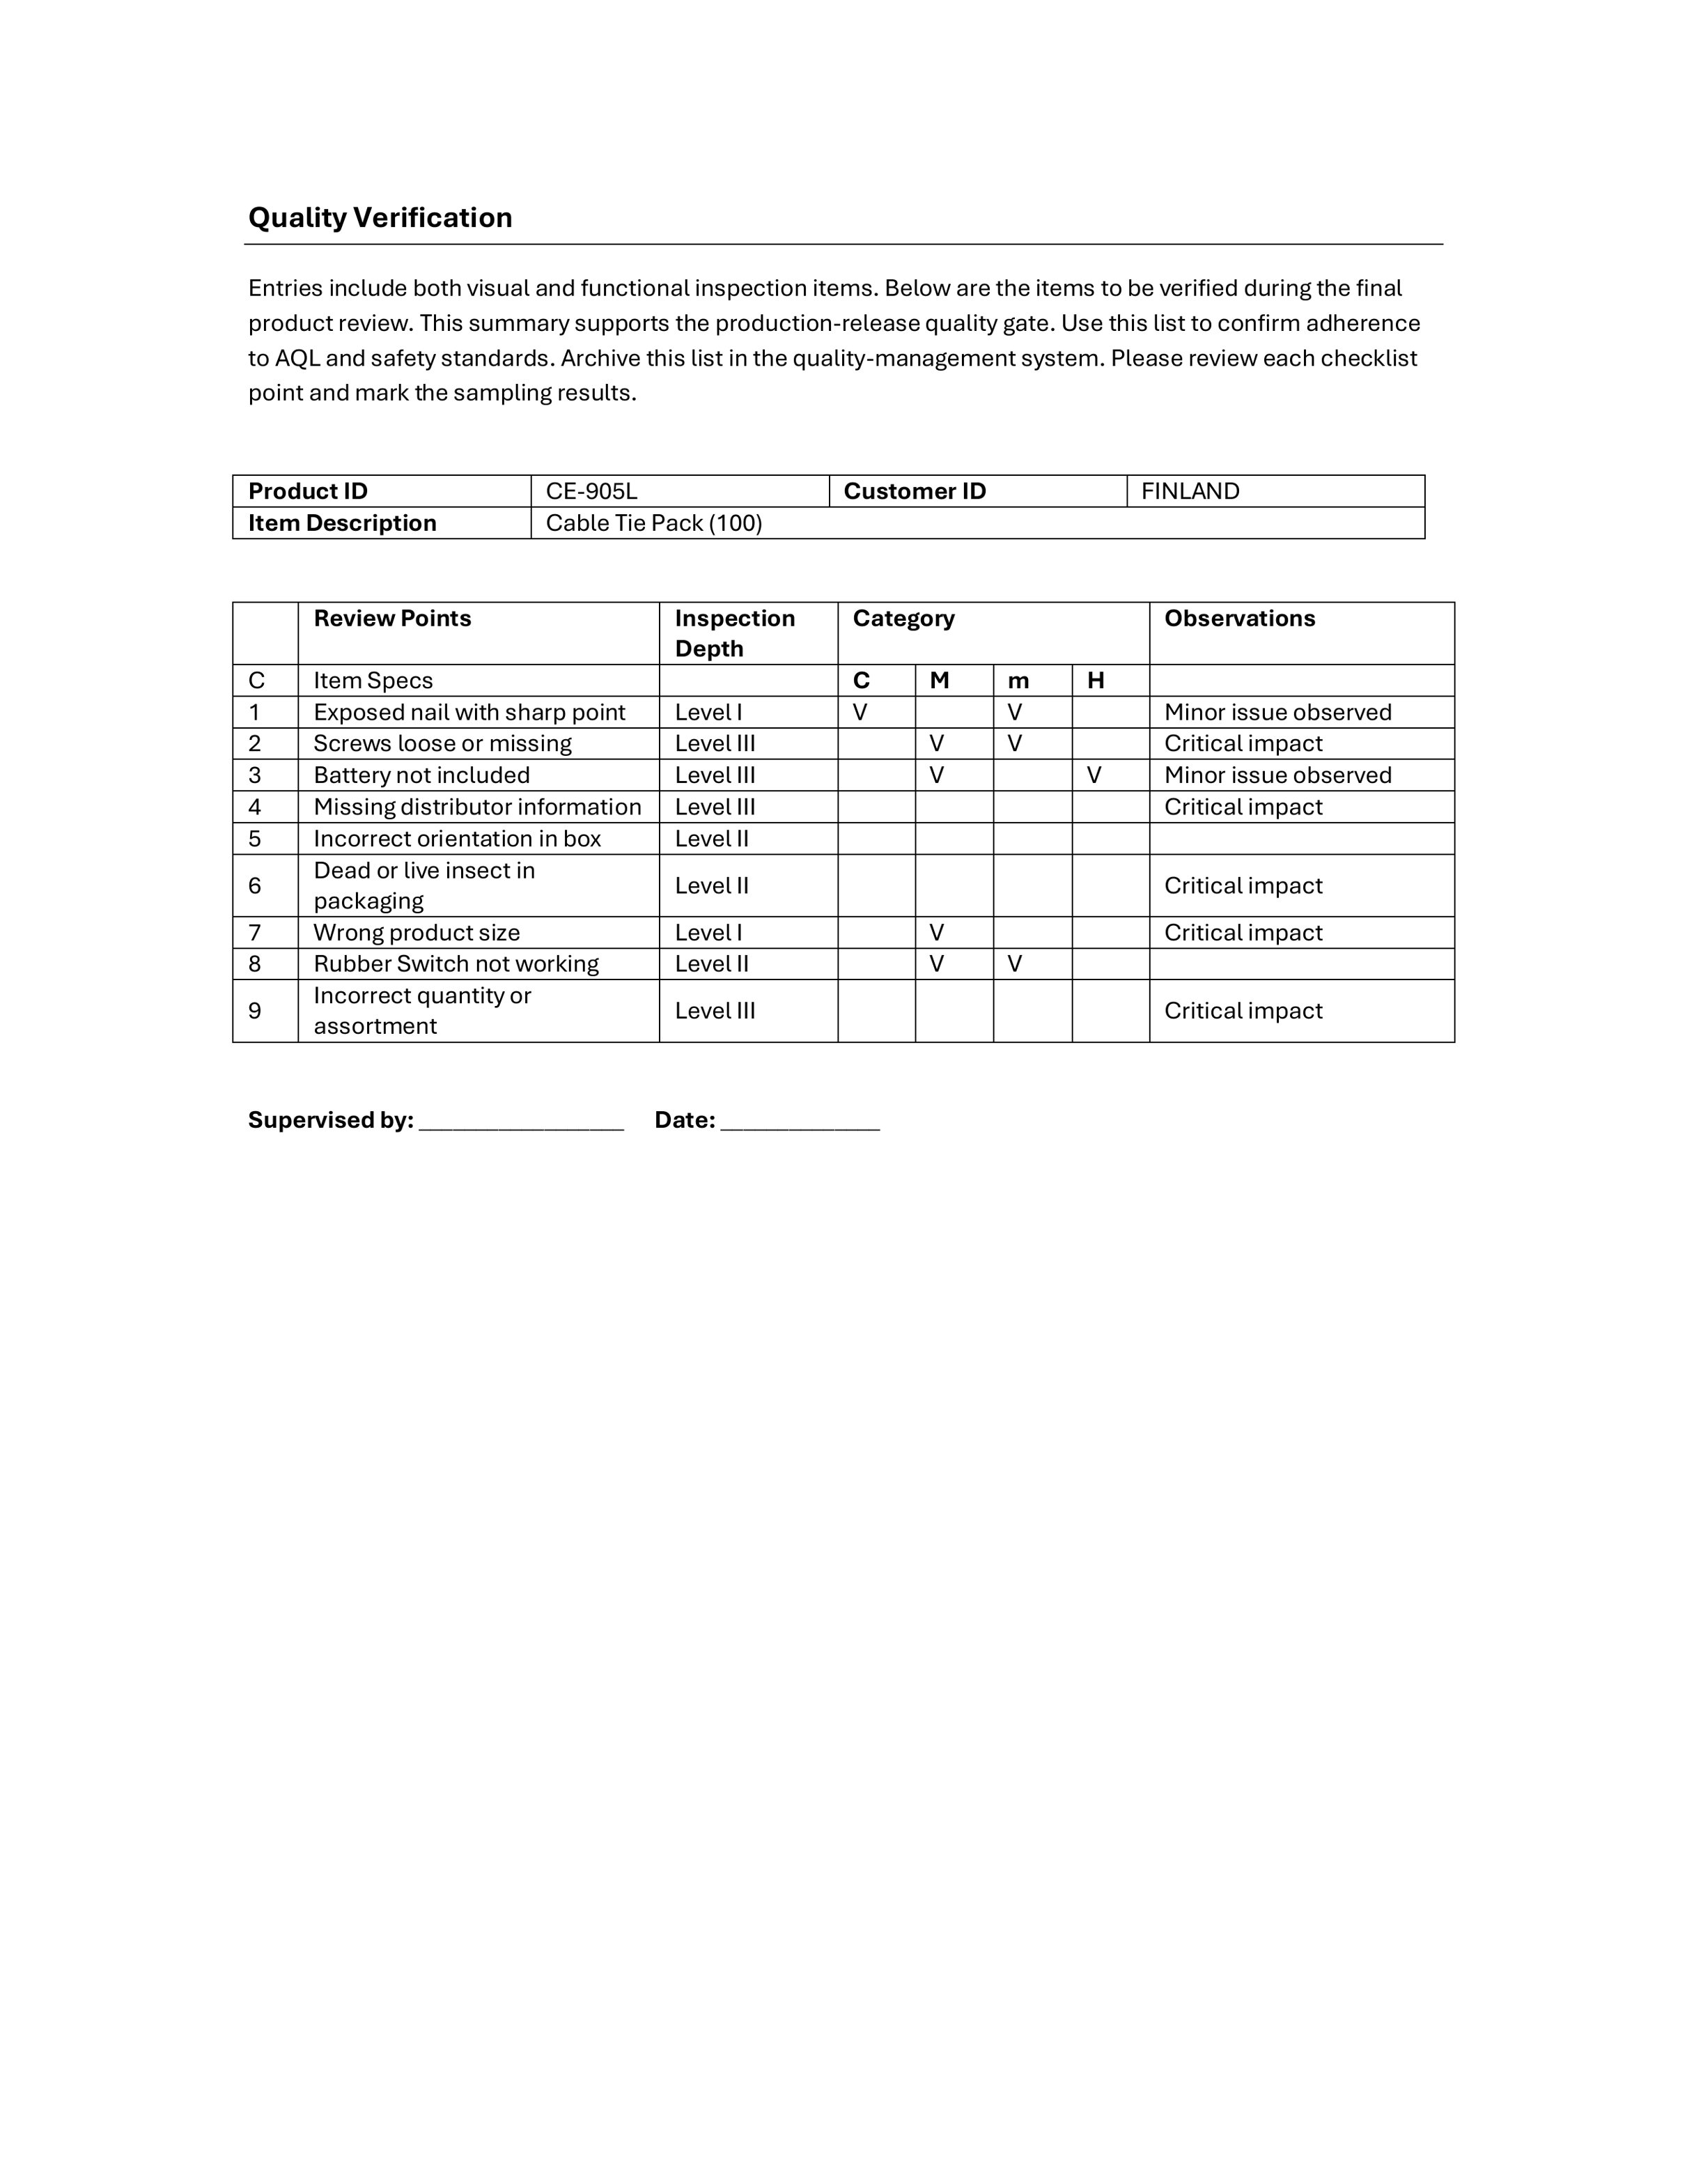 Quality Verification
Entries include both visual and functional inspection items. Below are the items to be verified during the final
product review. This summary supports the production-release quality gate. Use this list to confirm adherence
to AQL and safety standards. Archive this list in the quality-management system. Please review each checklist
point and mark the sampling results.
Product ID CE-905L Customer ID FINLAND
Item Description Cable Tie Pack (100)
Review Points Inspection Depth Category Observations
C Item Specs C M m H
1 Exposed nail with sharp point Level I V V Minor issue observed
2 Screws loose or missing Level III V V Critical impact
3 Battery not included Level III V V Minor issue observed
4 Missing distributor information Level III Critical impact
5 Incorrect orientation in box Level II
6 Dead or live insect in packaging Level II Critical impact
7 Wrong product size Level I V Critical impact
8 Rubber Switch not working Level II V V
9 Incorrect quantity or assortment Level III Critical impact
Supervised by: _________________ Date: _____________